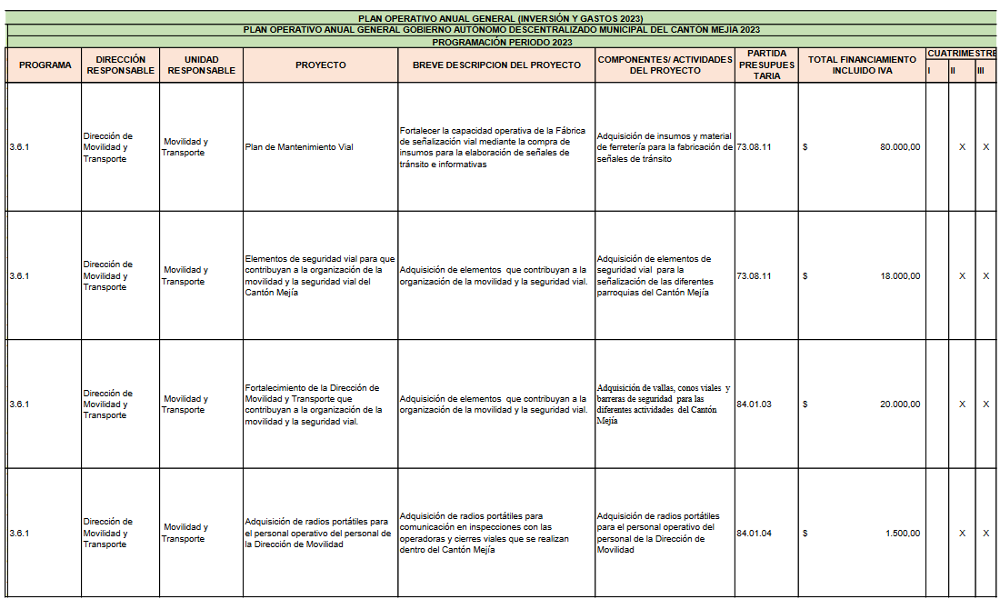 PLAN OPERATIVO ANUAL GENERAL (INVERSIÓN Y GASTOS 2023)
PLAN OPERATIVO ANUAL GENERAL GOBIERNO AUTÓNOMO DESCENTRALIZADO MUNICIPAL DEL CANTÓN MEJÍA 2023
PROGRAMACIÓN PERIODO 2023
PROGRAMA
DIRECCIÓN
RESPONSABLE
UNIDAD
RESPONSABLE
PROYECTO
BREVE DESCRIPCION DEL PROYECTO
COMPONENTES/ ACTIVIDADES
DEL PROYECTO
PARTIDA
PRESUPUES
TARIA
TOTAL FINANCIAMIENTO
INCLUIDO IVA
CUATRIMESTRE
I II III
3.6.1
Dirección de
Movilidad y
Transporte
Movilidad y
Transporte
Plan de Mantenimiento Vial
Fortalecer la capacidad operativa de la Fábrica
de señalización vial mediante la compra de
insumos para la elaboración de señales de
tránsito e informativas
Adquisición de insumos y material
de ferretería para la fabricación de
señales de tránsito
73.08.11
$ 80.000,00
X X
3.6.1
Dirección de
Movilidad y
Transporte
Movilidad y
Transporte
Elementos de seguridad vial para que
contribuyan a la organización de la
movilidad y la seguridad vial del
Cantón Mejía
Adquisición de elementos que contribuyan a la
organización de la movilidad y la seguridad vial.
Adquisición de elementos de
seguridad vial para la
señalización de las diferentes
parroquias del Cantón Mejía
73.08.11
$ 18.000,00
X X
3.6.1
Dirección de
Movilidad y
Transporte
Movilidad y
Transporte
Fortalecimiento de la Dirección de
Movilidad y Transporte que
contribuyan a la organización de la
movilidad y la seguridad vial.
Adquisición de elementos que contribuyan a la
organización de la movilidad y la seguridad vial.
Adquisición de vallas, conos viales y
barreras de seguridad para las
diferentes actividades del Cantón
Mejía
84.01.03
$ 20.000,00
X X
3.6.1
Dirección de
Movilidad y
Transporte
Movilidad y
Transporte
Adquisición de radios portátiles para
el personal operativo del personal de
la Dirección de Movilidad
Adquisición de radios portátiles para
comunicación en inspecciones con las
operadoras y cierres viales que se realizan
dentro del Cantón Mejía
Adquisición de radios portátiles
para el personal operativo del
personal de la Dirección de
Movilidad
84.01.04
$ 1.500,00
X X